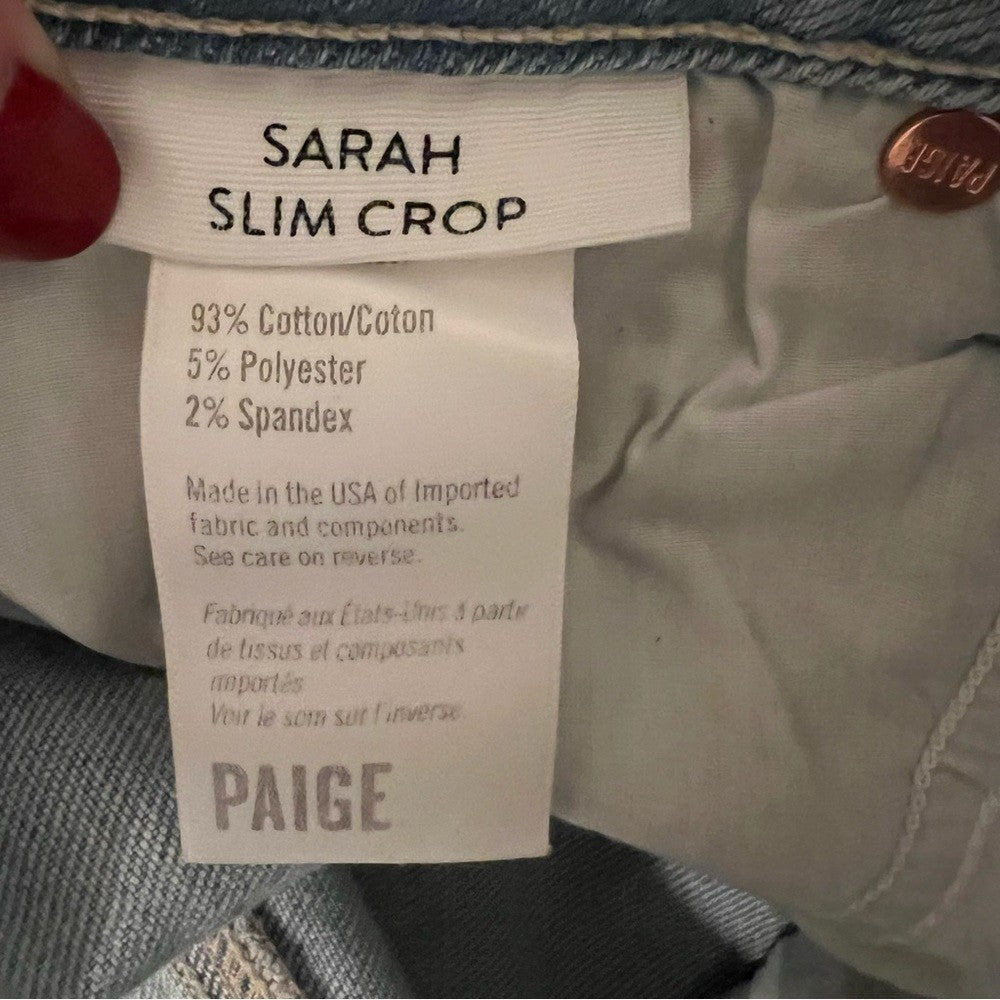 SARAH
SLIM CROP
PAIGE
93% Cotton/Coton
5% Polyester
2% Spandex
Made in the USA of Imported
fabric and components.
See care on reverse.
Fabriqué aux États-Unis à partir
de tissus et composants
importés
Voir le soin sur l'inverse
PAIGE